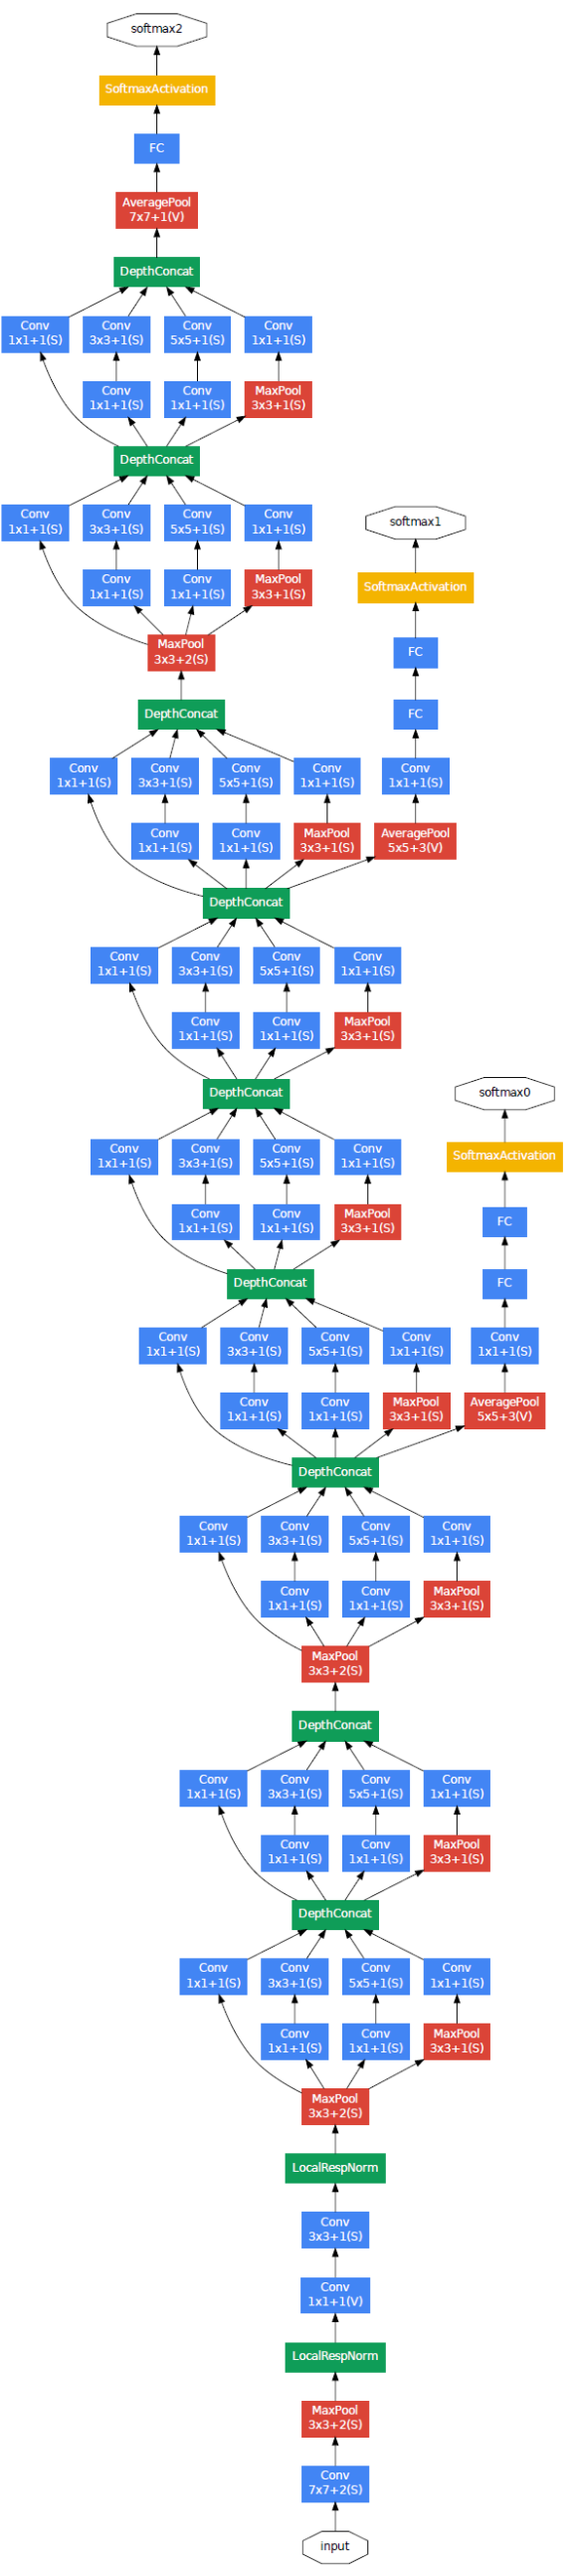 softmax2
SoftmaxActivation
FC
AveragePool
7x7+1(V)
DepthConcat
Conv
1x1+1(S)
Conv
3x3+1(S)
Conv
5x5+1(S)
Conv
1x1+1(S)
Conv
1x1+1(S)
Conv
1x1+1(S)
MaxPool
3x3+1(S)
DepthConcat
Conv
1x1+1(S)
Conv
3x3+1(S)
Conv
5x5+1(S)
Conv
1x1+1(S)
softmax1
Conv
1x1+1(S)
Conv
1x1+1(S)
MaxPool
3x3+1(S)
SoftmaxActivation
MaxPool
3x3+2(S)
FC
DepthConcat
FC
Conv
1x1+1(S)
Conv
3x3+1(S)
Conv
5x5+1(S)
Conv
1x1+1(S)
Conv
1x1+1(S)
Conv
1x1+1(S)
Conv
1x1+1(S)
MaxPool
3x3+1(S)
AveragePool
5x5+3(V)
DepthConcat
Conv
1x1+1(S)
Conv
3x3+1(S)
Conv
5x5+1(S)
Conv
1x1+1(S)
Conv
1x1+1(S)
Conv
1x1+1(S)
MaxPool
3x3+1(S)
DepthConcat
softmax0
Conv
1x1+1(S)
Conv
3x3+1(S)
Conv
5x5+1(S)
Conv
1x1+1(S)
SoftmaxActivation
Conv
1x1+1(S)
Conv
1x1+1(S)
MaxPool
3x3+1(S)
FC
DepthConcat
FC
Conv
1x1+1(S)
Conv
3x3+1(S)
Conv
5x5+1(S)
Conv
1x1+1(S)
Conv
1x1+1(S)
Conv
1x1+1(S)
Conv
1x1+1(S)
MaxPool
3x3+1(S)
AveragePool
5x5+3(V)
DepthConcat
Conv
1x1+1(S)
Conv
3x3+1(S)
Conv
5x5+1(S)
Conv
1x1+1(S)
Conv
1x1+1(S)
Conv
1x1+1(S)
MaxPool
3x3+1(S)
MaxPool
3x3+2(S)
DepthConcat
Conv
1x1+1(S)
Conv
3x3+1(S)
Conv
5x5+1(S)
Conv
1x1+1(S)
Conv
1x1+1(S)
Conv
1x1+1(S)
MaxPool
3x3+1(S)
DepthConcat
Conv
1x1+1(S)
Conv
3x3+1(S)
Conv
5x5+1(S)
Conv
1x1+1(S)
Conv
1x1+1(S)
Conv
1x1+1(S)
MaxPool
3x3+1(S)
MaxPool
3x3+2(S)
LocalRespNorm
Conv
3x3+1(S)
Conv
1x1+1(V)
LocalRespNorm
MaxPool
3x3+2(S)
Conv
7x7+2(S)
input